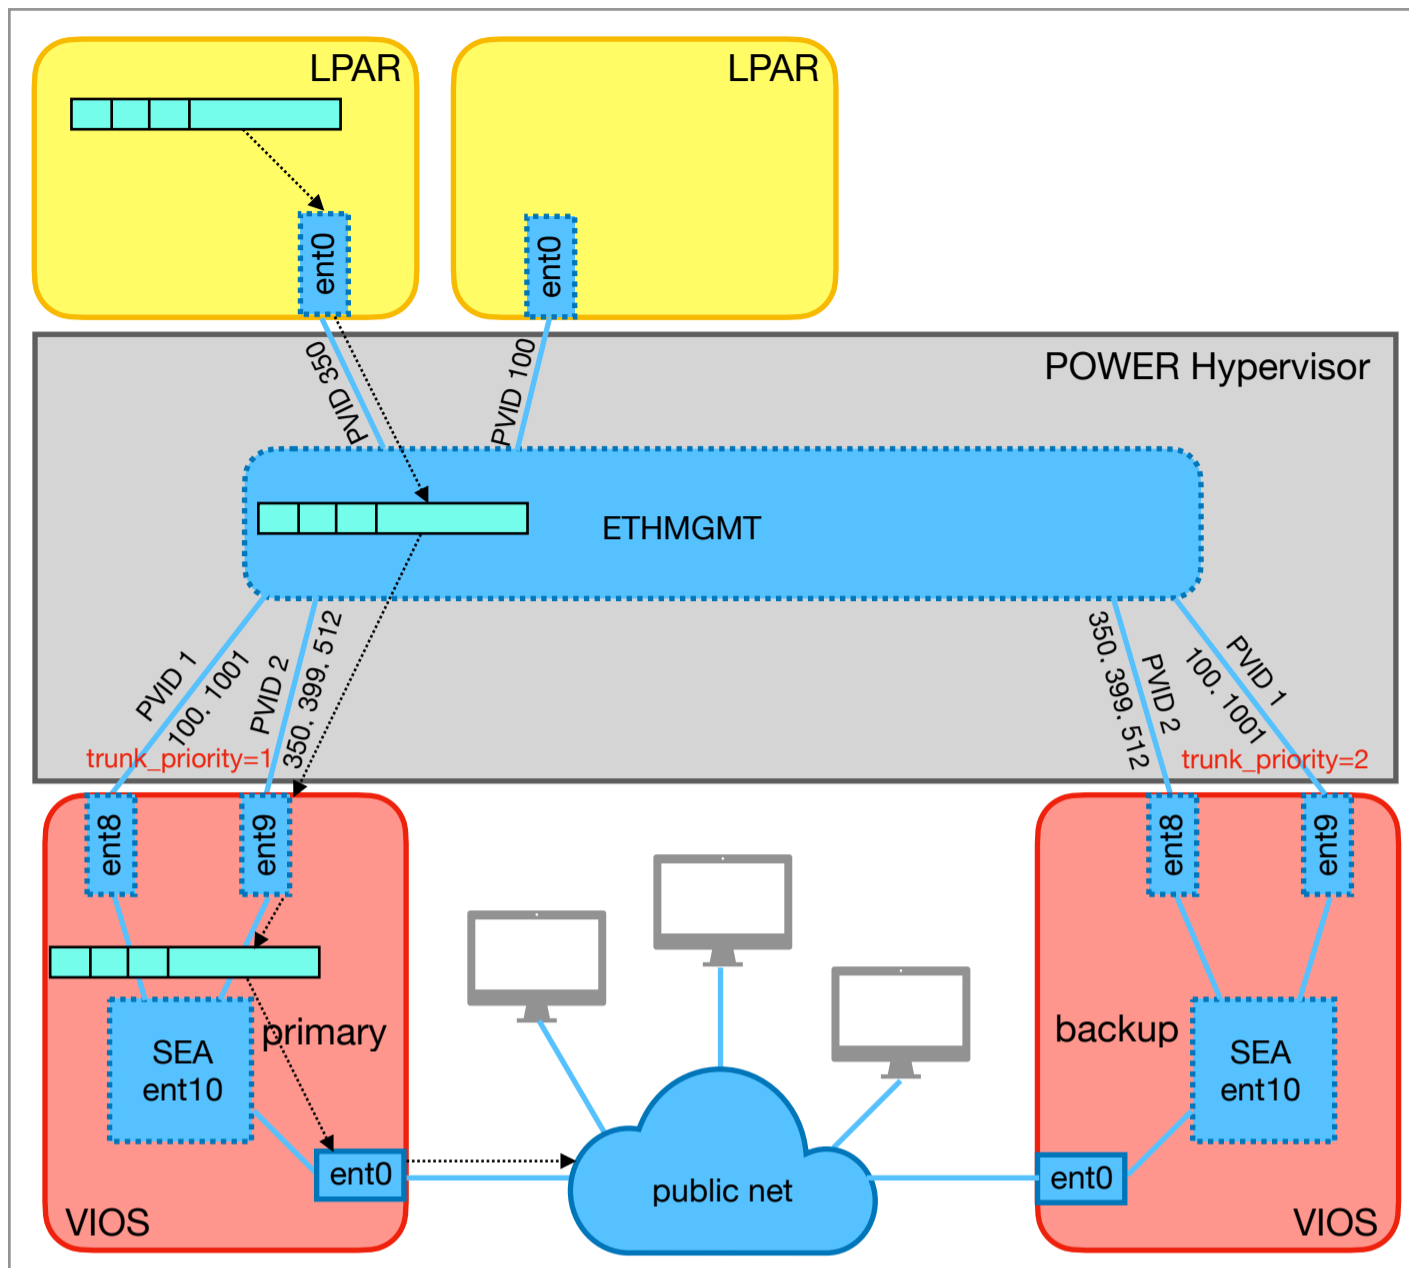 LPAR
LPAR
ent0
ent0
POWER Hypervisor
PVID 350
PVID 100
ETHMGMT
PVID 1
100. 1001
PVID 2
350. 399. 512
350. 399. 512
PVID 2
100. 1001
PVID 1
trunk_priority=1
trunk_priority=2
ent8
ent9
ent8
ent9
primary
SEA
ent10
backup
SEA
ent10
ent0
public net
ent0
VIOS
VIOS